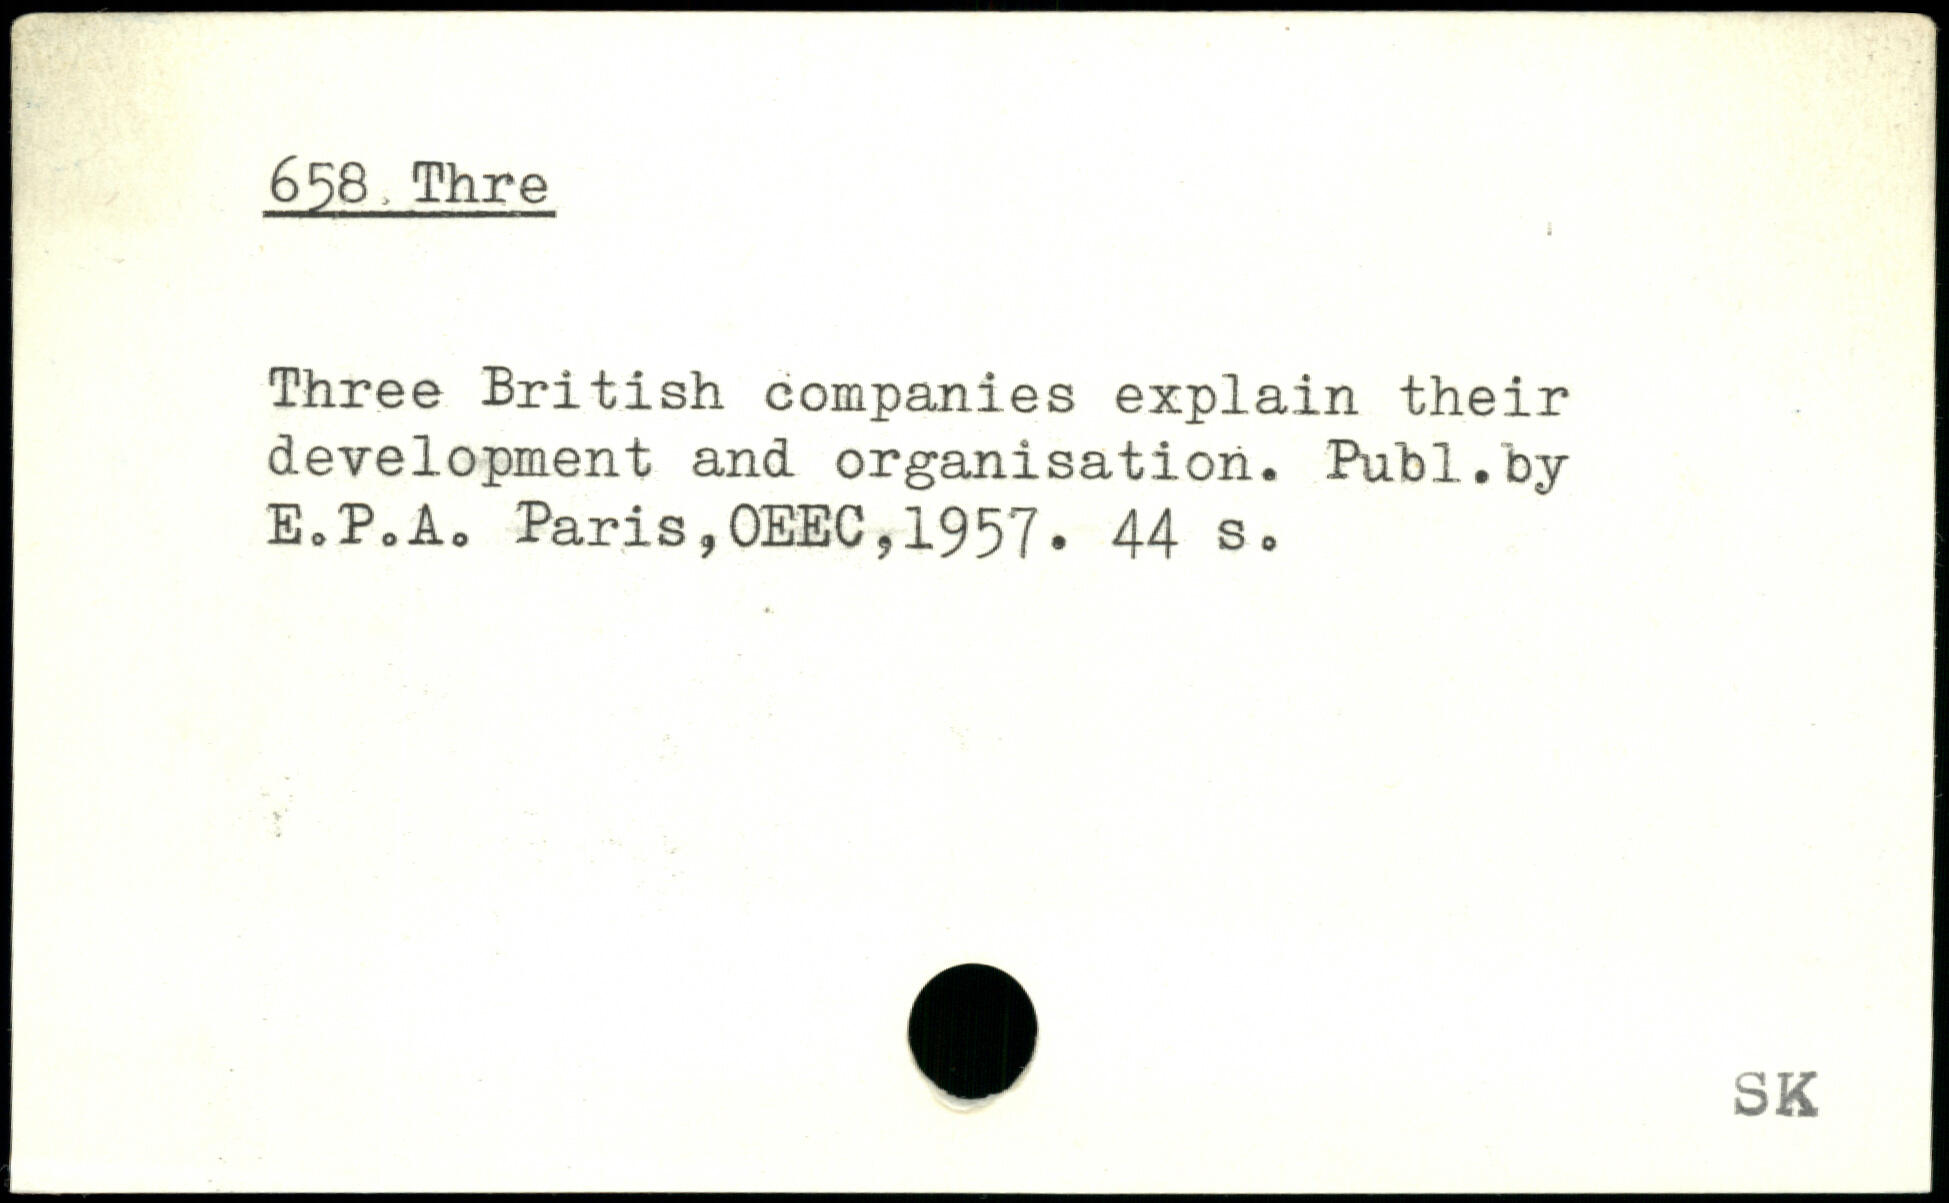 658. Thre
Three British companies explain their
development and organisation. Publ.by
E.P.A. Paris,OEEC,1957. 44 s.
SK